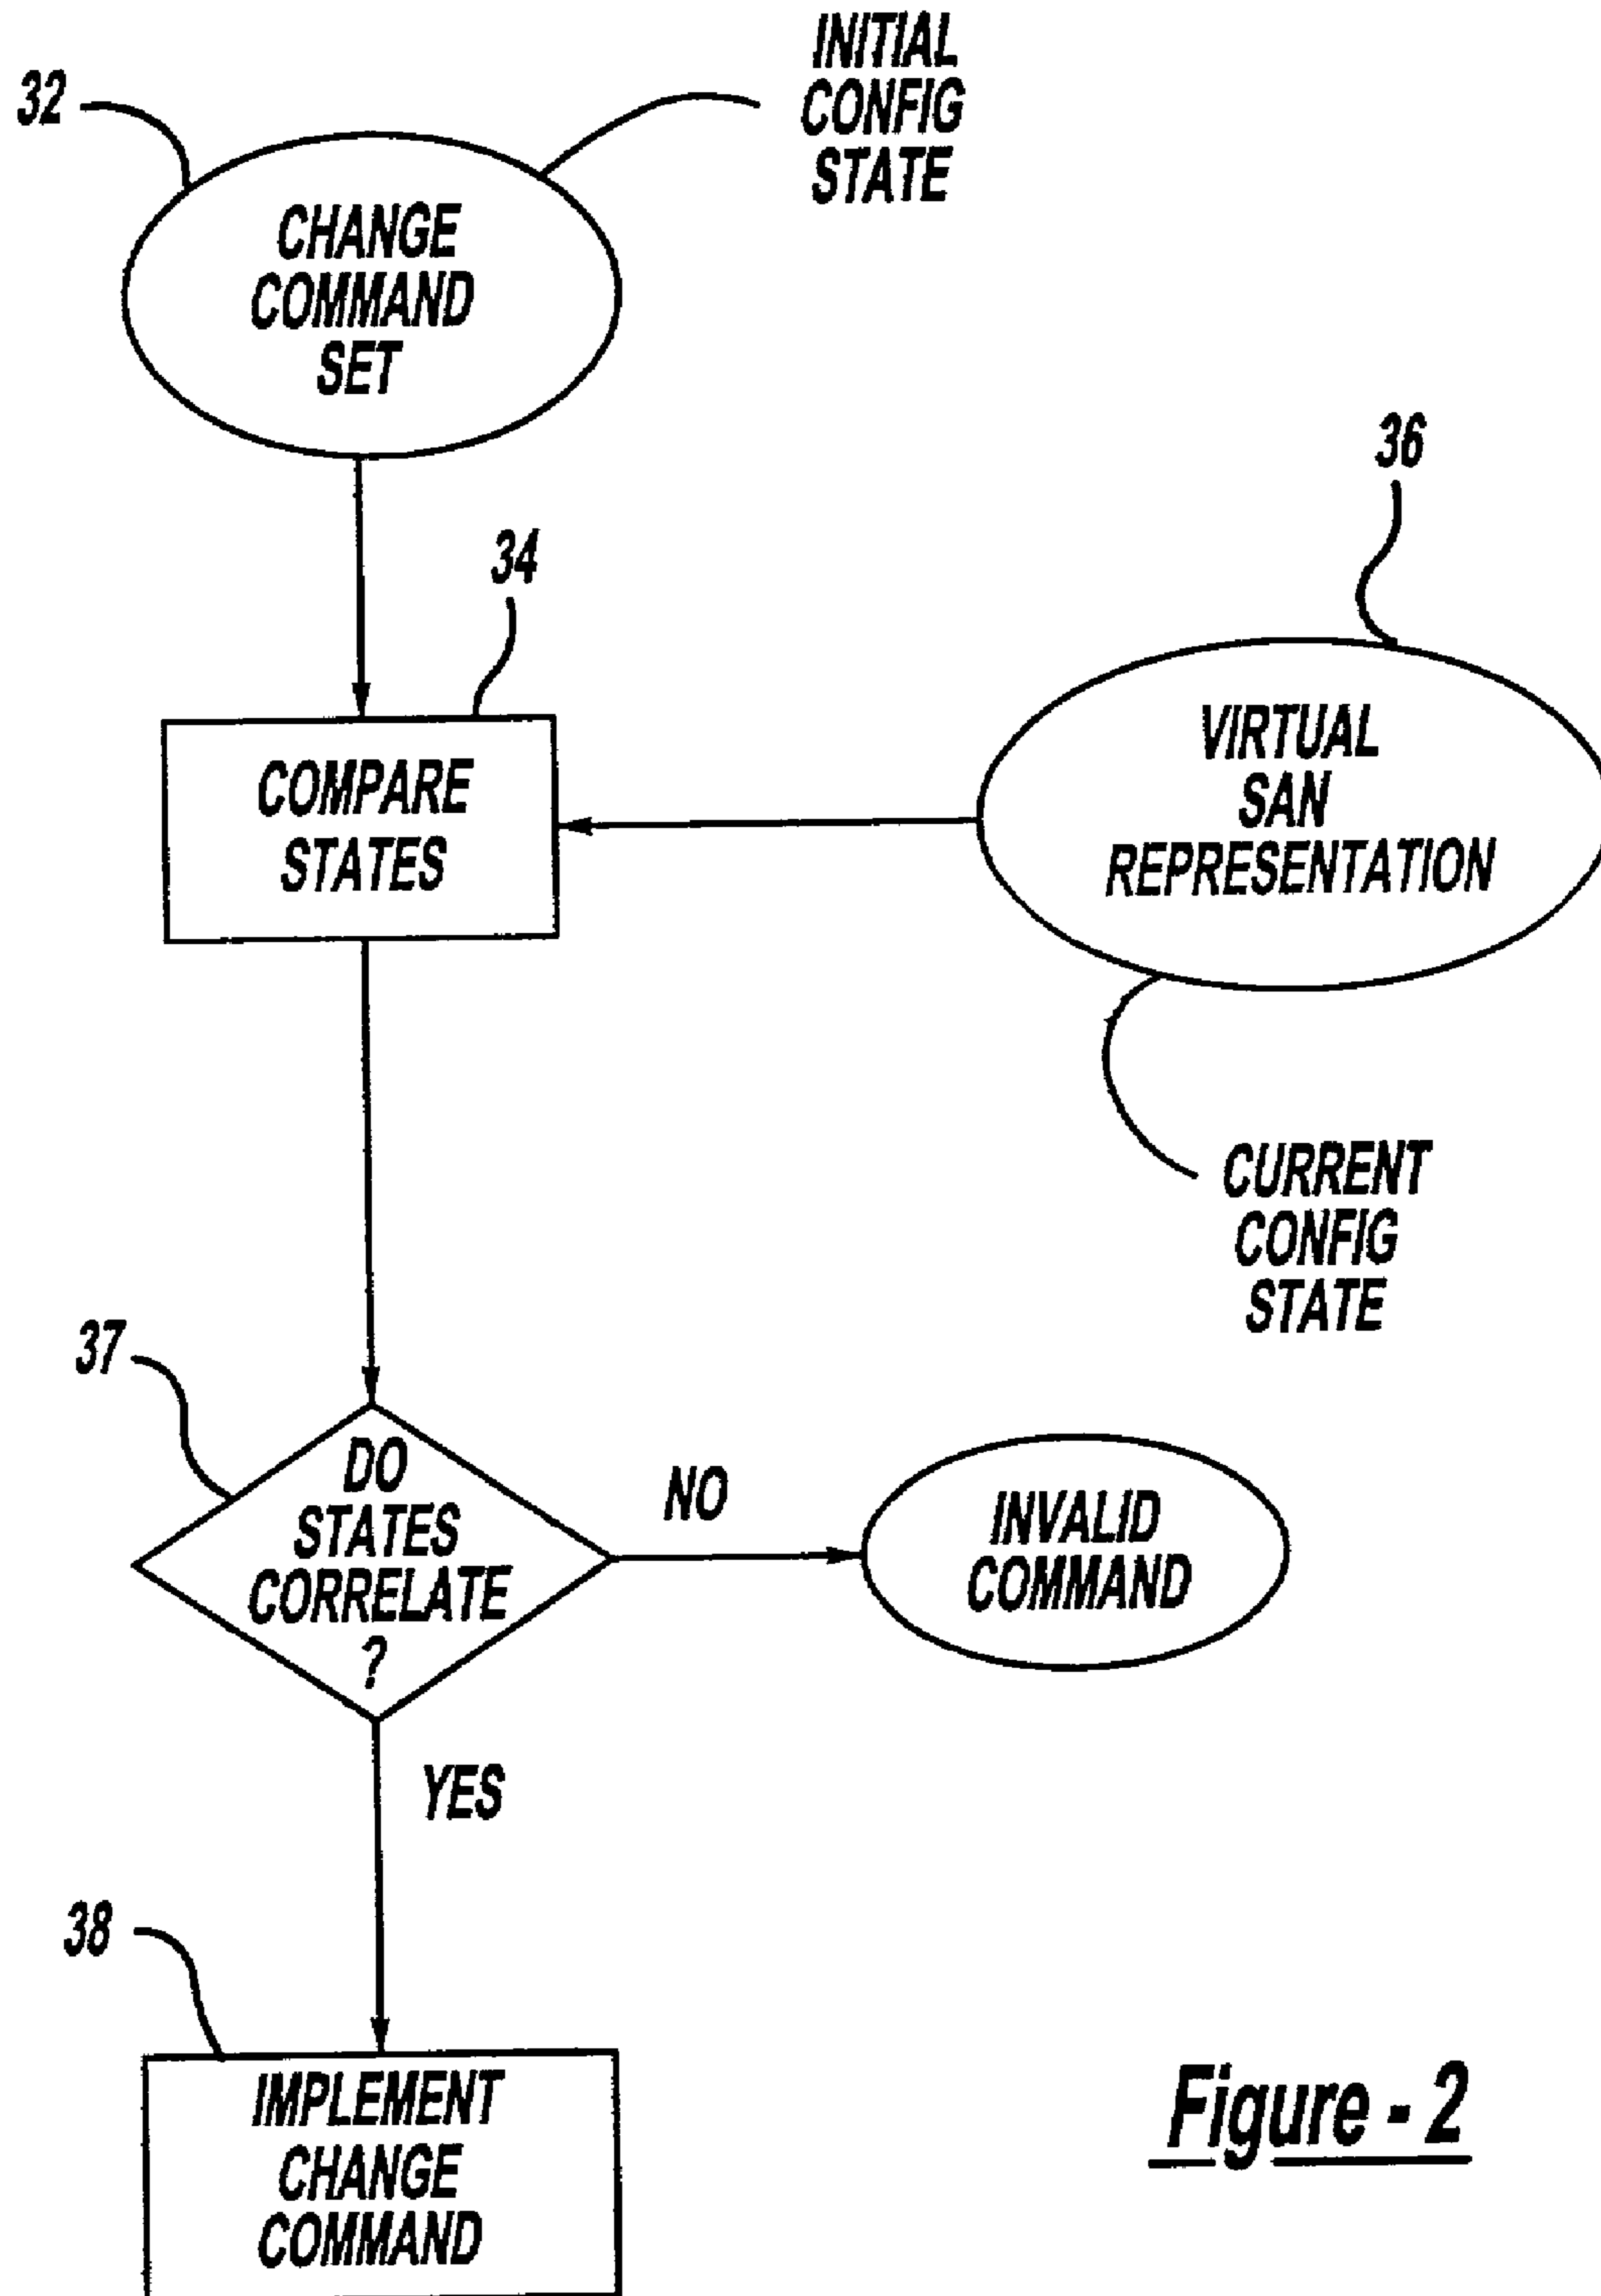 INITIAL
CONFIG
STATE
32
CHANGE
COMMAND
SET
36
34
VIRTUAL
SAN
REPRESENTATION
COMPARE
STATES
CURRENT
CONFIG
STATE
37
DO
STATES
CORRELATE
?
NO
INVALID
COMMAND
YES
38
IMPLEMENT
CHANGE
COMMAND
Figure - 2